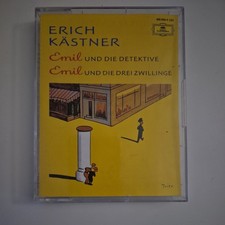 ERICH
KÄSTNER
Emil UND DIE DETEKTIVE
Emil UND DIE DREI ZWILLINGE